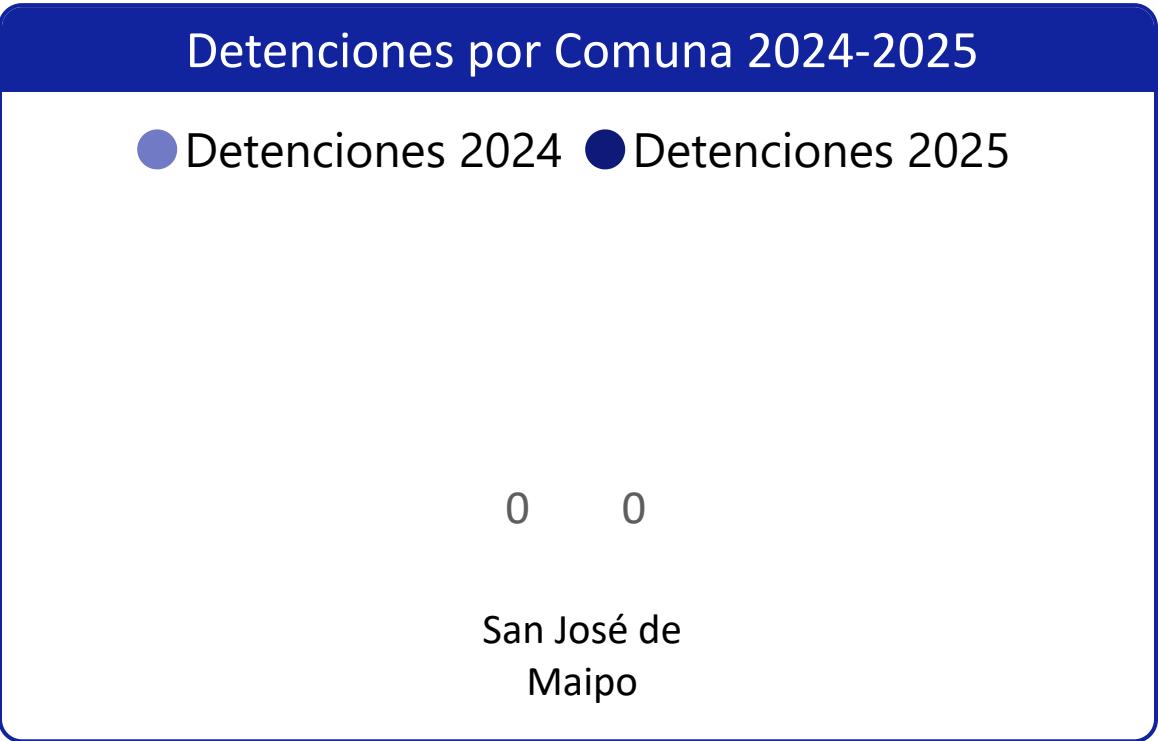 Detenciones por Comuna 2024-2025
Detenciones 2024 Detenciones 2025
0 0
San José de
Maipo